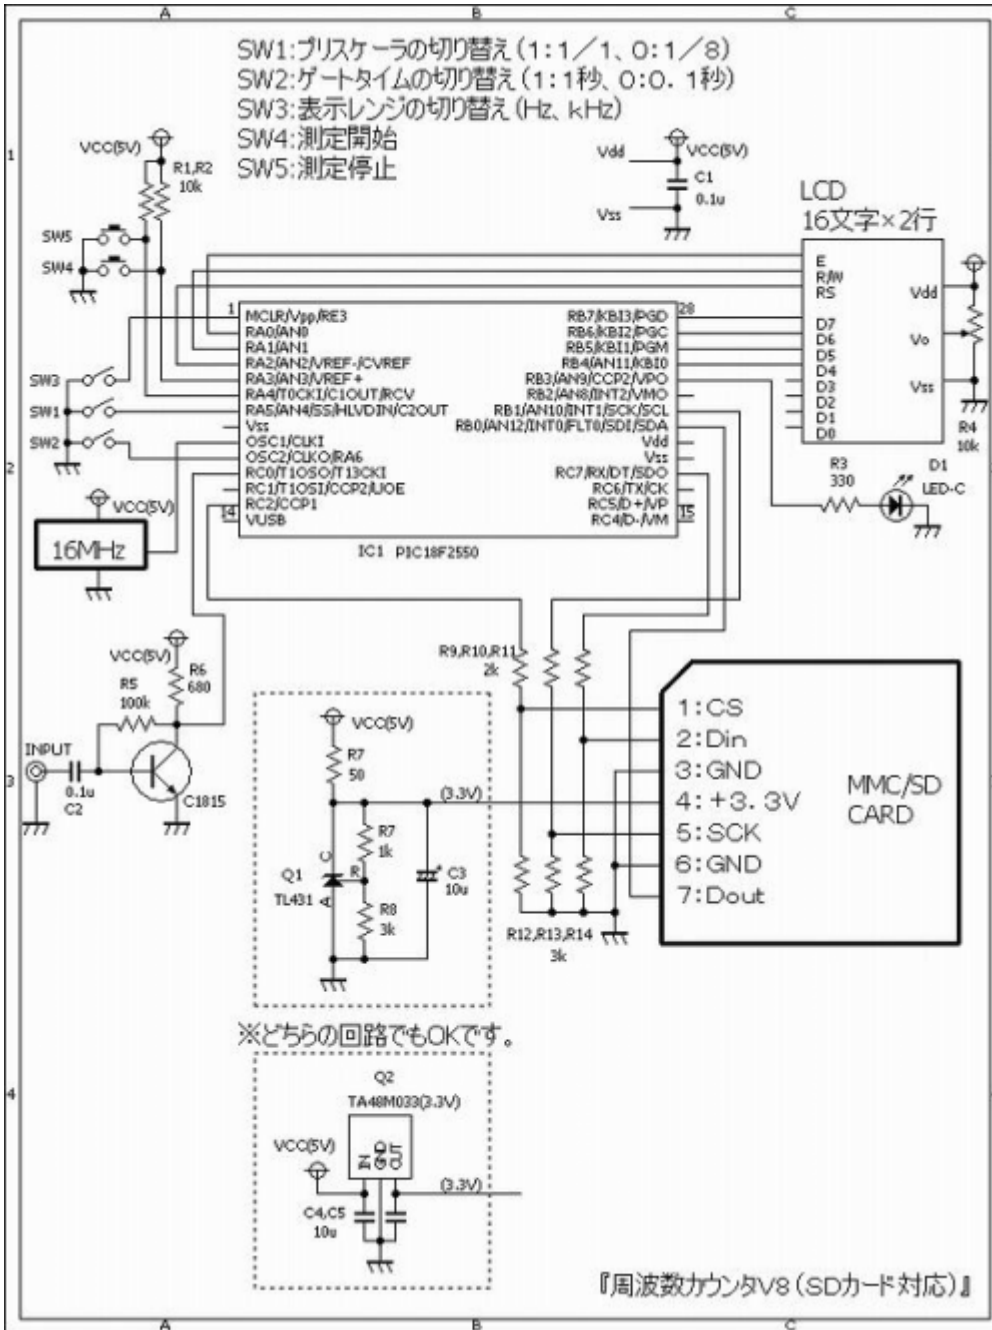 A B C
SW1:プリスケーラの切り替え(1:1/1、0:1/8)
SW2:ゲートタイムの切り替え(1:1秒、0:0.1秒)
SW3:表示レンジの切り替え(Hz、kHz)
SW4:測定開始
SW5:測定停止
1
VCC(5V)
R1,R2
10k
SW5
SW4
Vdd
VCC(5V)
C1
0.1u
Vss
LCD
16文字×2行
E
R/W
RS
Vdd
D7
D6
Vo
D5
D4
D3
Vss
D2
D1
D0
R4
10k
1
28
MCLR/Vpp/RE3
RA0/AN0
RA1/AN1
RA2/AN2/VREF-/CVREF
RA3/AN3/VREF+
RA4/T0CKI/C1OUT/RCV
RA5/AN4/SS/HLVDIN/C2OUT
Vss
OSC1/CLKI
OSC2/CLKO/RA6
RC0/T1OSO/T13CKI
RC1/T1OSI/CCP2/UOE
RC2/CCP1
VUSB
14
RB7/KBI3/PGD
RB6/KBI2/PGC
RB5/KBI1/PGM
RB4/AN11/KBI0
RB3/AN9/CCP2/VPO
RB2/AN8/INT2/VMO
RB1/AN10/INT1/SCK/SCL
RB0/AN12/INT0/FLT0/SDI/SDA
Vdd
Vss
RC7/RX/DT/SDO
RC6/TX/CK
RC5/D+/VP
RC4/D-/VM
15
IC1 PIC18F2550
SW3
SW1
SW2
2
VCC(5V)
16MHz
R3
330
D1
LED-C
VCC(5V)
R6
680
R5
100k
INPUT
0.1u
C2
C1815
3
R9,R10,R11
2k
VCC(5V)
R7
50
(3.3V)
R7
1k
C
R
A
Q1
TL431
C3
10u
R8
3k
R12,R13,R14
3k
1:CS
2:Din
3:GND
4:+3.3V
5:SCK
6:GND
7:Dout
MMC/SD
CARD
※どちらの回路でもOKです。
4
Q2
TA48M033(3.3V)
VCC(5V)
IN
GND
OUT
(3.3V)
C4,C5
10u
『周波数カウンタV8(SDカード対応)』
A B C